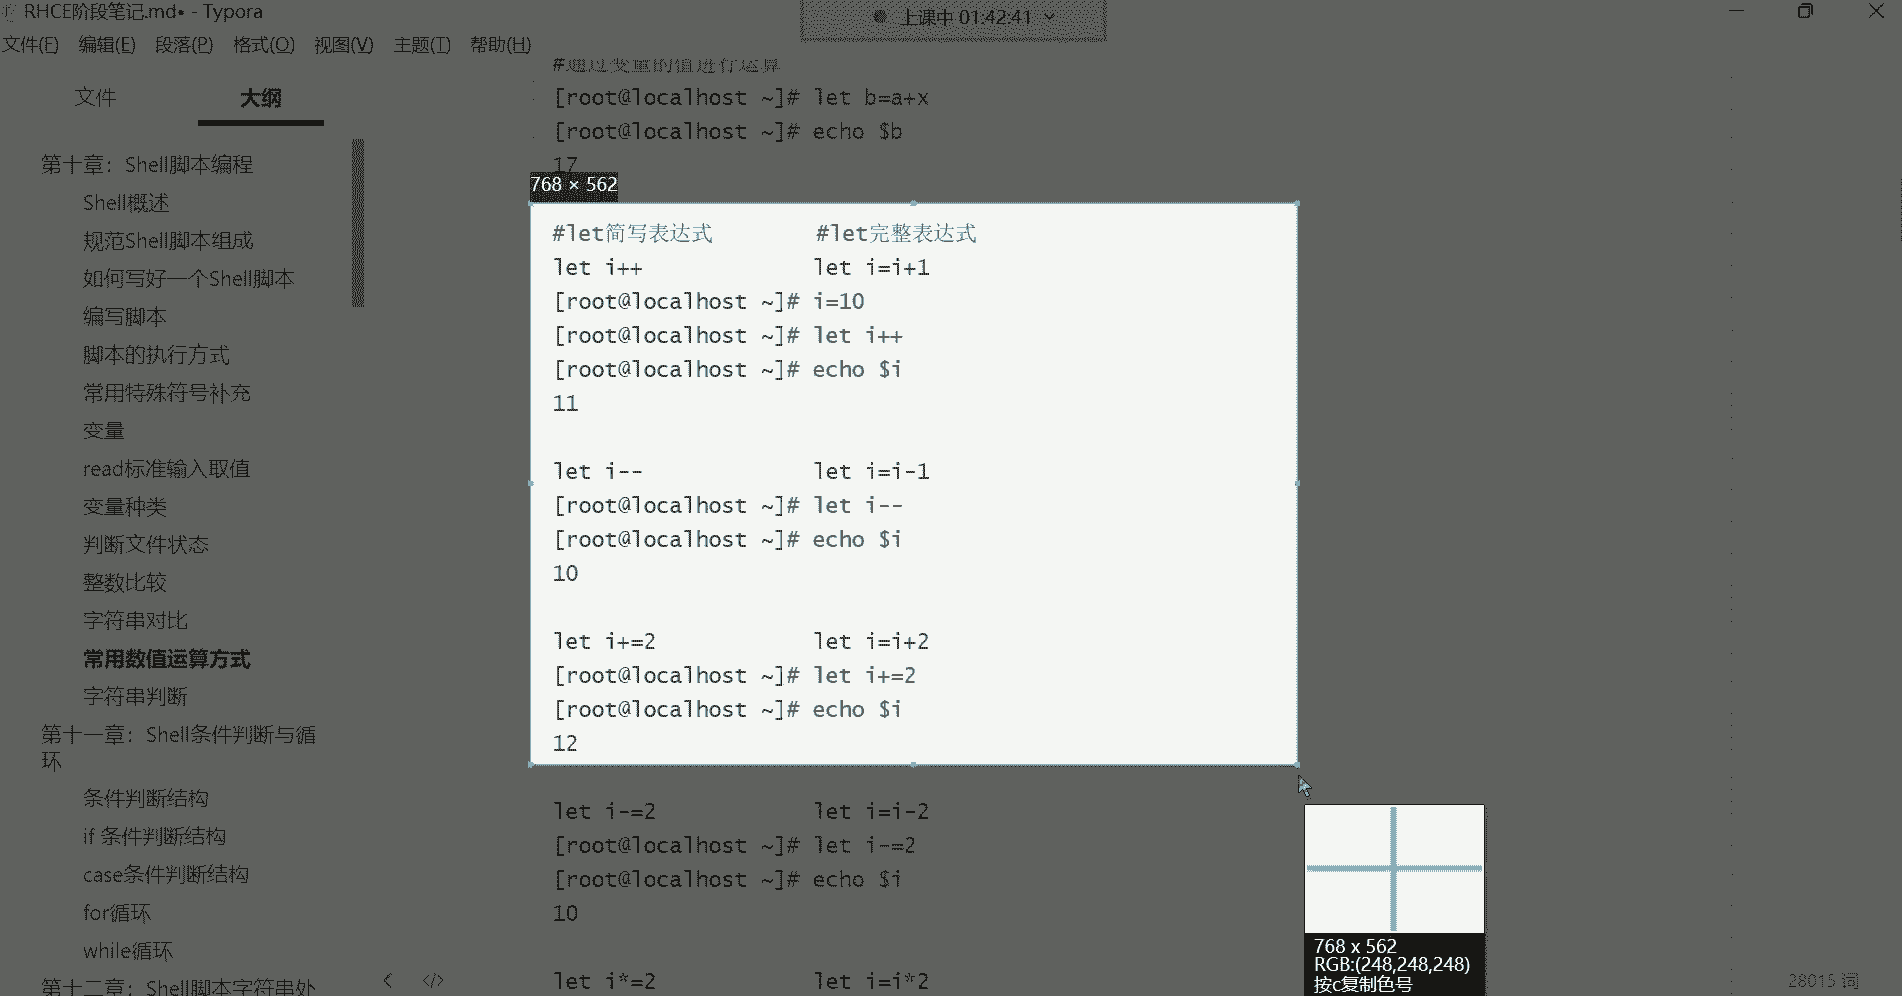 RHCE阶段笔记.md• - Typora
上课中 01:42:41
文件(F) 编辑(E) 段落(P) 格式(O) 视图(V) 主题(T) 帮助(H)
文件 大纲
第十章：Shell脚本编程
Shell概述
规范Shell脚本组成
如何写好一个Shell脚本
编写脚本
脚本的执行方式
常用特殊符号补充
变量
read标准输入取值
变量种类
判断文件状态
整数比较
字符串对比
常用数值运算方式
字符串判断
第十一章：Shell条件判断与循
环
条件判断结构
if 条件判断结构
case条件判断结构
for循环
while循环
第十二章：Shell脚本字符串处
#通过变量的值进行运算
[root@localhost ~]# let b=a+x
[root@localhost ~]# echo $b
17
768 × 562
#let简写表达式 #let完整表达式
let i++ let i=i+1
[root@localhost ~]# i=10
[root@localhost ~]# let i++
[root@localhost ~]# echo $i
11
let i-- let i=i-1
[root@localhost ~]# let i--
[root@localhost ~]# echo $i
10
let i+=2 let i=i+2
[root@localhost ~]# let i+=2
[root@localhost ~]# echo $i
12
let i-=2 let i=i-2
[root@localhost ~]# let i-=2
[root@localhost ~]# echo $i
10
let i*=2 let i=i*2
768 x 562
RGB:(248,248,248)
按c复制色号
28015 词